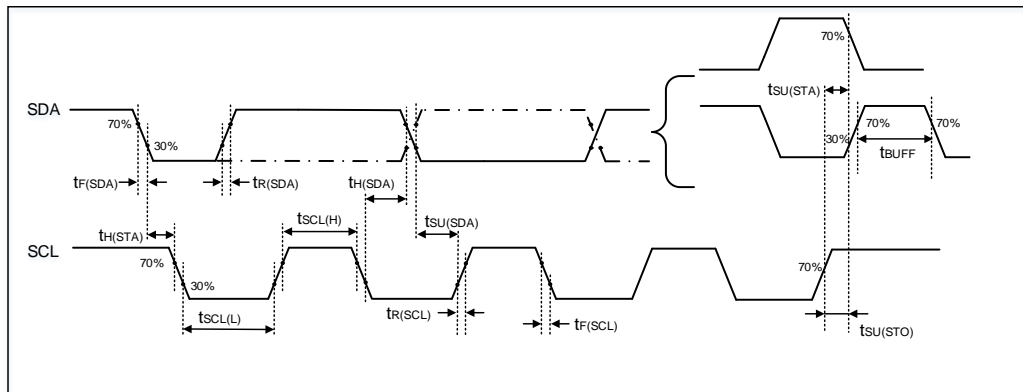 70%
tSU(STA)
SDA
70%
30%
30%
70%
70%
tBUFF
tF(SDA)
tR(SDA)
tH(SDA)
tH(STA)
tSCL(H)
tSU(SDA)
SCL
70%
30%
70%
tSCL(L)
tR(SCL)
tF(SCL)
tSU(STO)